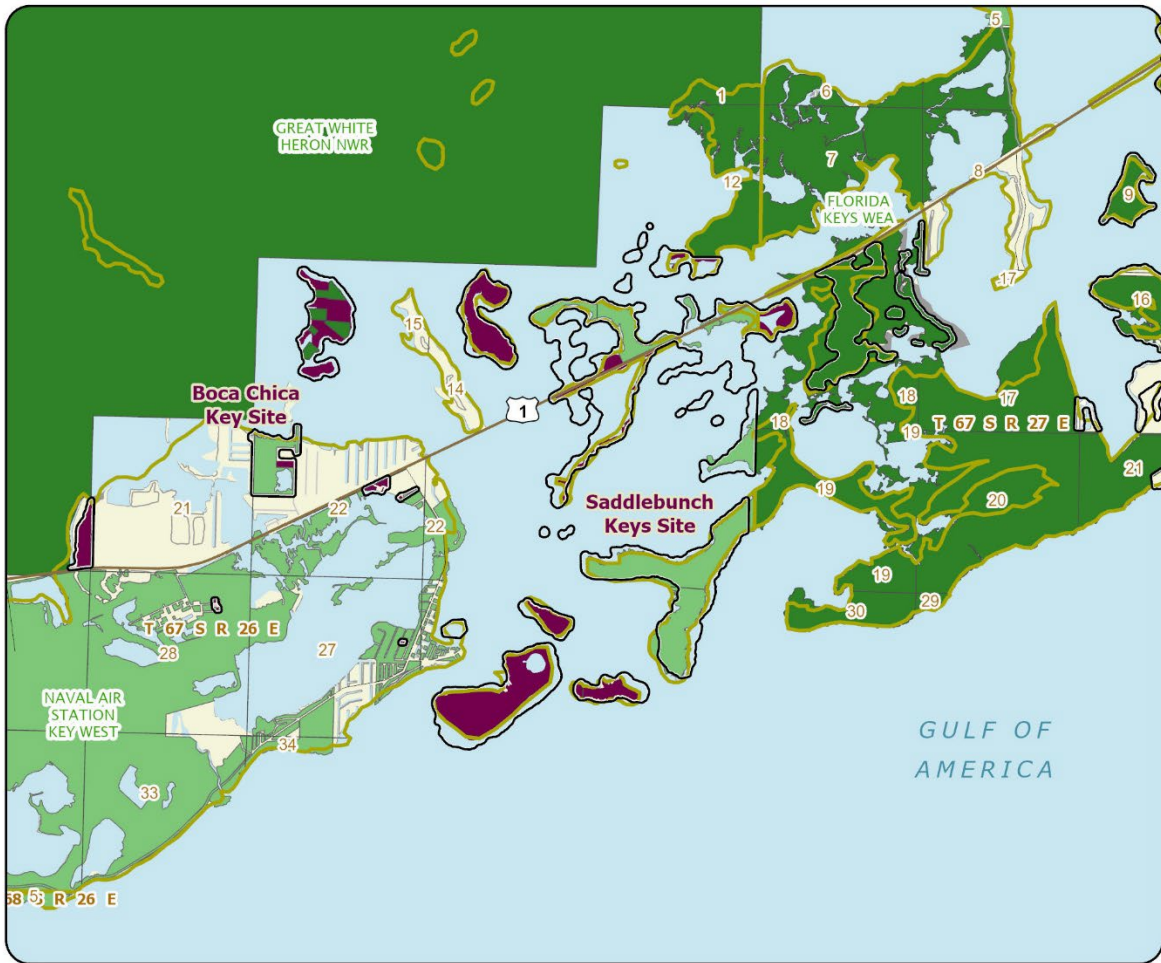 5
1
6
GREAT WHITE
HERON NWR
7
8
12
9
FLORIDA
KEYS WEA
17
16
15
14
1
Boca Chica
Key Site
18
17
18
T 67 S R 27 E
19
21
21
22
22
Saddlebunch
Keys Site
19
20
19
30
29
T 67 S R 26 E
28
27
NAVAL AIR
STATION
KEY WEST
34
GULF OF
AMERICA
33
68 S R 26 E
5